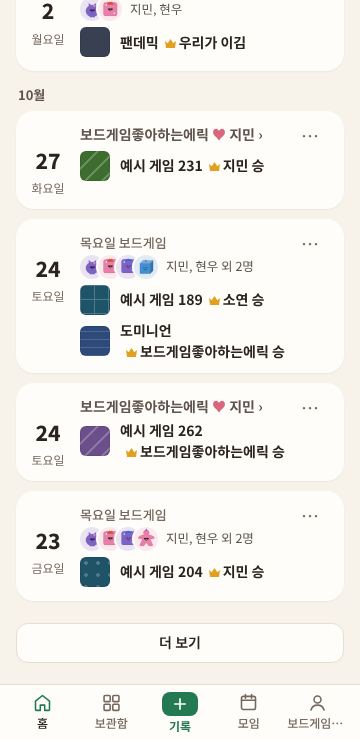 2
월요일
지민, 현우
팬데믹 우리가 이김
10월
27
화요일
보드게임좋아하는에릭 ♥ 지민 ›
···
예시 게임 231 지민 승
24
토요일
목요일 보드게임
···
지민, 현우 외 2명
예시 게임 189 소연 승
도미니언
보드게임좋아하는에릭 승
24
토요일
보드게임좋아하는에릭 ♥ 지민 ›
···
예시 게임 262
보드게임좋아하는에릭 승
23
금요일
목요일 보드게임
···
지민, 현우 외 2명
예시 게임 204 지민 승
더 보기
홈
보관함
기록
모임
보드게임…